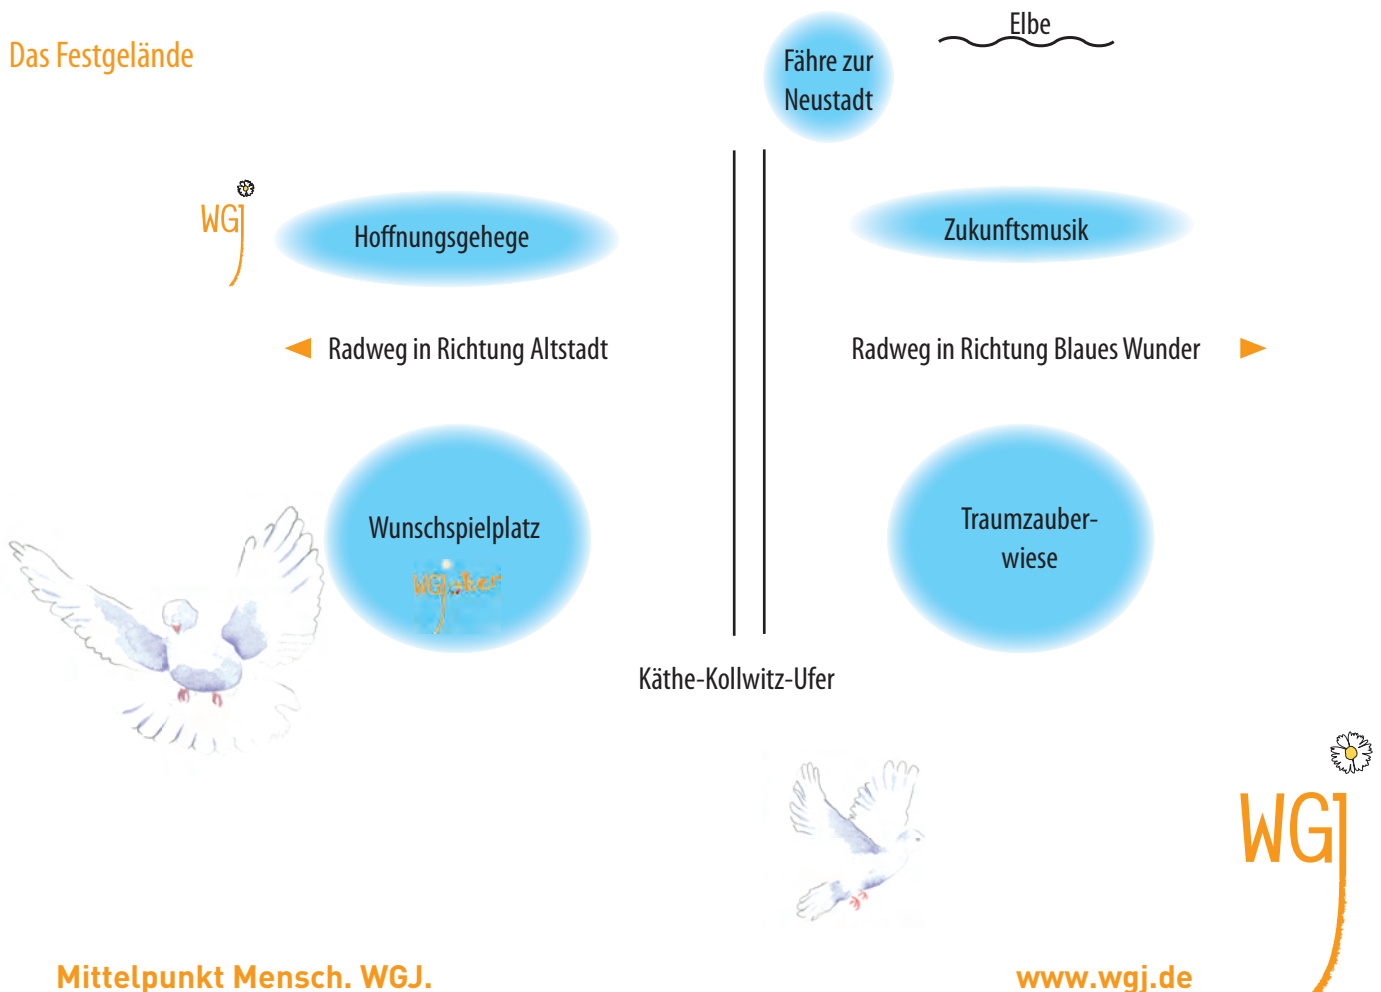 Das Festgelände
Elbe
Fähre zur
Neustadt
WGJ
Hoffnungsgehege
Zukunftsmusik
Radweg in Richtung Altstadt
Radweg in Richtung Blaues Wunder
Wunschspielplatz
WGJ
Traumzauber-
wiese
Käthe-Kollwitz-Ufer
WGJ
Mittelpunkt Mensch. WGJ.
www.wgj.de